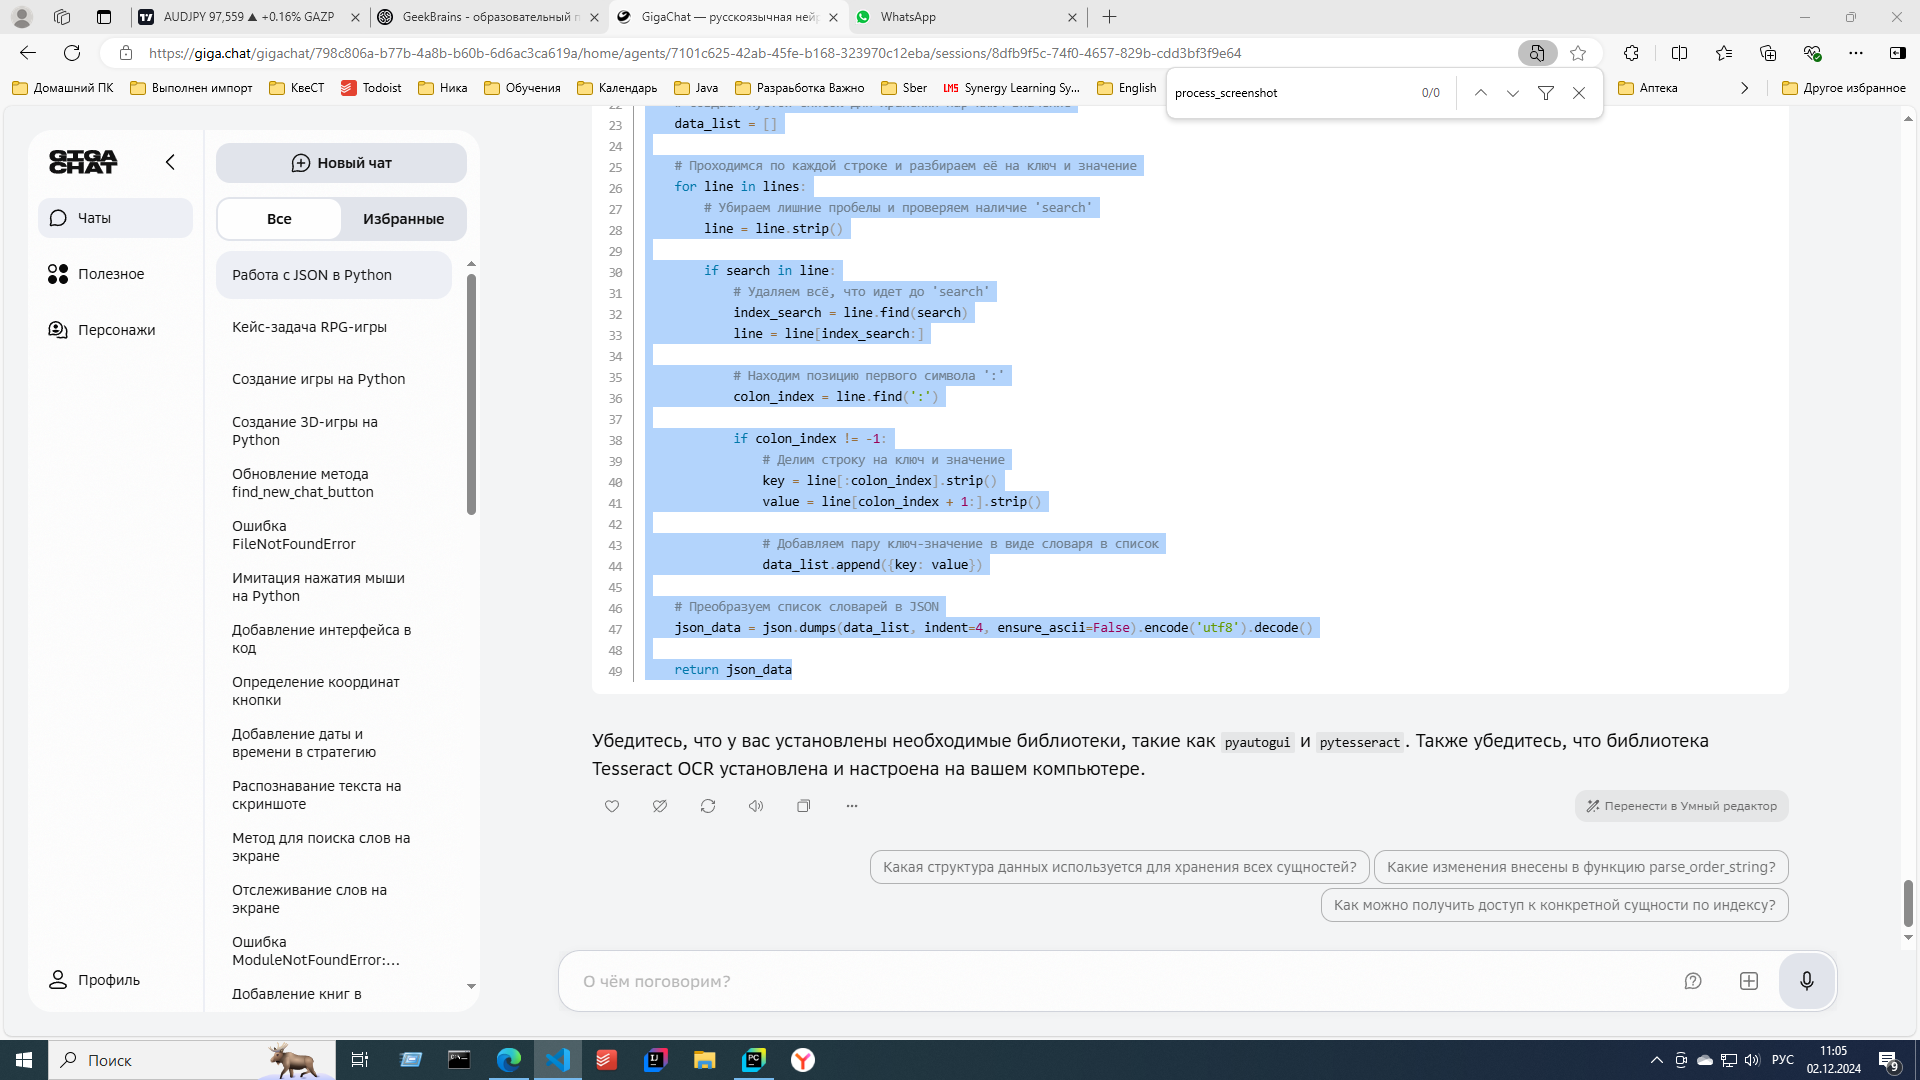 AUDJPY 97,559 ▲ +0.16% GAZP
GeekBrains - образовательный п
GigaChat — русскоязычная нейр
WhatsApp
https://giga.chat/gigachat/798c806a-b77b-4a8b-b60b-6d6ac3ca619a/home/agents/7101c625-42ab-45fe-b168-323970c12eba/sessions/8dfb9f5c-74f0-4657-829b-cdd3bf3f9e64
Домашний ПК
Выполнен импорт
КвеСТ
Todoist
Ника
Обучения
Календарь
Java
Разраработка Важно
Sber
LMS Synergy Learning Sy...
English
Аптека
Другое избранное
process_screenshot 0/0
GIGA
CHAT
Чаты
Полезное
Персонажи
Профиль
Новый чат
Все Избранные
Работа с JSON в Python
Кейс-задача RPG-игры
Создание игры на Python
Создание 3D-игры на
Python
Обновление метода
find_new_chat_button
Ошибка
FileNotFoundError
Имитация нажатия мыши
на Python
Добавление интерфейса в
код
Определение координат
кнопки
Добавление даты и
времени в стратегию
Распознавание текста на
скриншоте
Метод для поиска слов на
экране
Отслеживание слов на
экране
Ошибка
ModuleNotFoundError:...
Добавление книг в
23 data_list = []
24
25 # Проходимся по каждой строке и разбираем её на ключ и значение
26 for line in lines:
27 # Убираем лишние пробелы и проверяем наличие 'search'
28 line = line.strip()
29
30 if search in line:
31 # Удаляем всё, что идет до 'search'
32 index_search = line.find(search)
33 line = line[index_search:]
34
35 # Находим позицию первого символа ':'
36 colon_index = line.find(':')
37
38 if colon_index != -1:
39 # Делим строку на ключ и значение
40 key = line[:colon_index].strip()
41 value = line[colon_index + 1:].strip()
42
43 # Добавляем пару ключ-значение в виде словаря в список
44 data_list.append({key: value})
45
46 # Преобразуем список словарей в JSON
47 json_data = json.dumps(data_list, indent=4, ensure_ascii=False).encode('utf8').decode()
48
49 return json_data
Убедитесь, что у вас установлены необходимые библиотеки, такие как pyautogui и pytesseract. Также убедитесь, что библиотека
Tesseract OCR установлена и настроена на вашем компьютере.
Перенести в Умный редактор
Какая структура данных используется для хранения всех сущностей?
Какие изменения внесены в функцию parse_order_string?
Как можно получить доступ к конкретной сущности по индексу?
О чём поговорим?
Поиск
РУС
11:05
02.12.2024
9